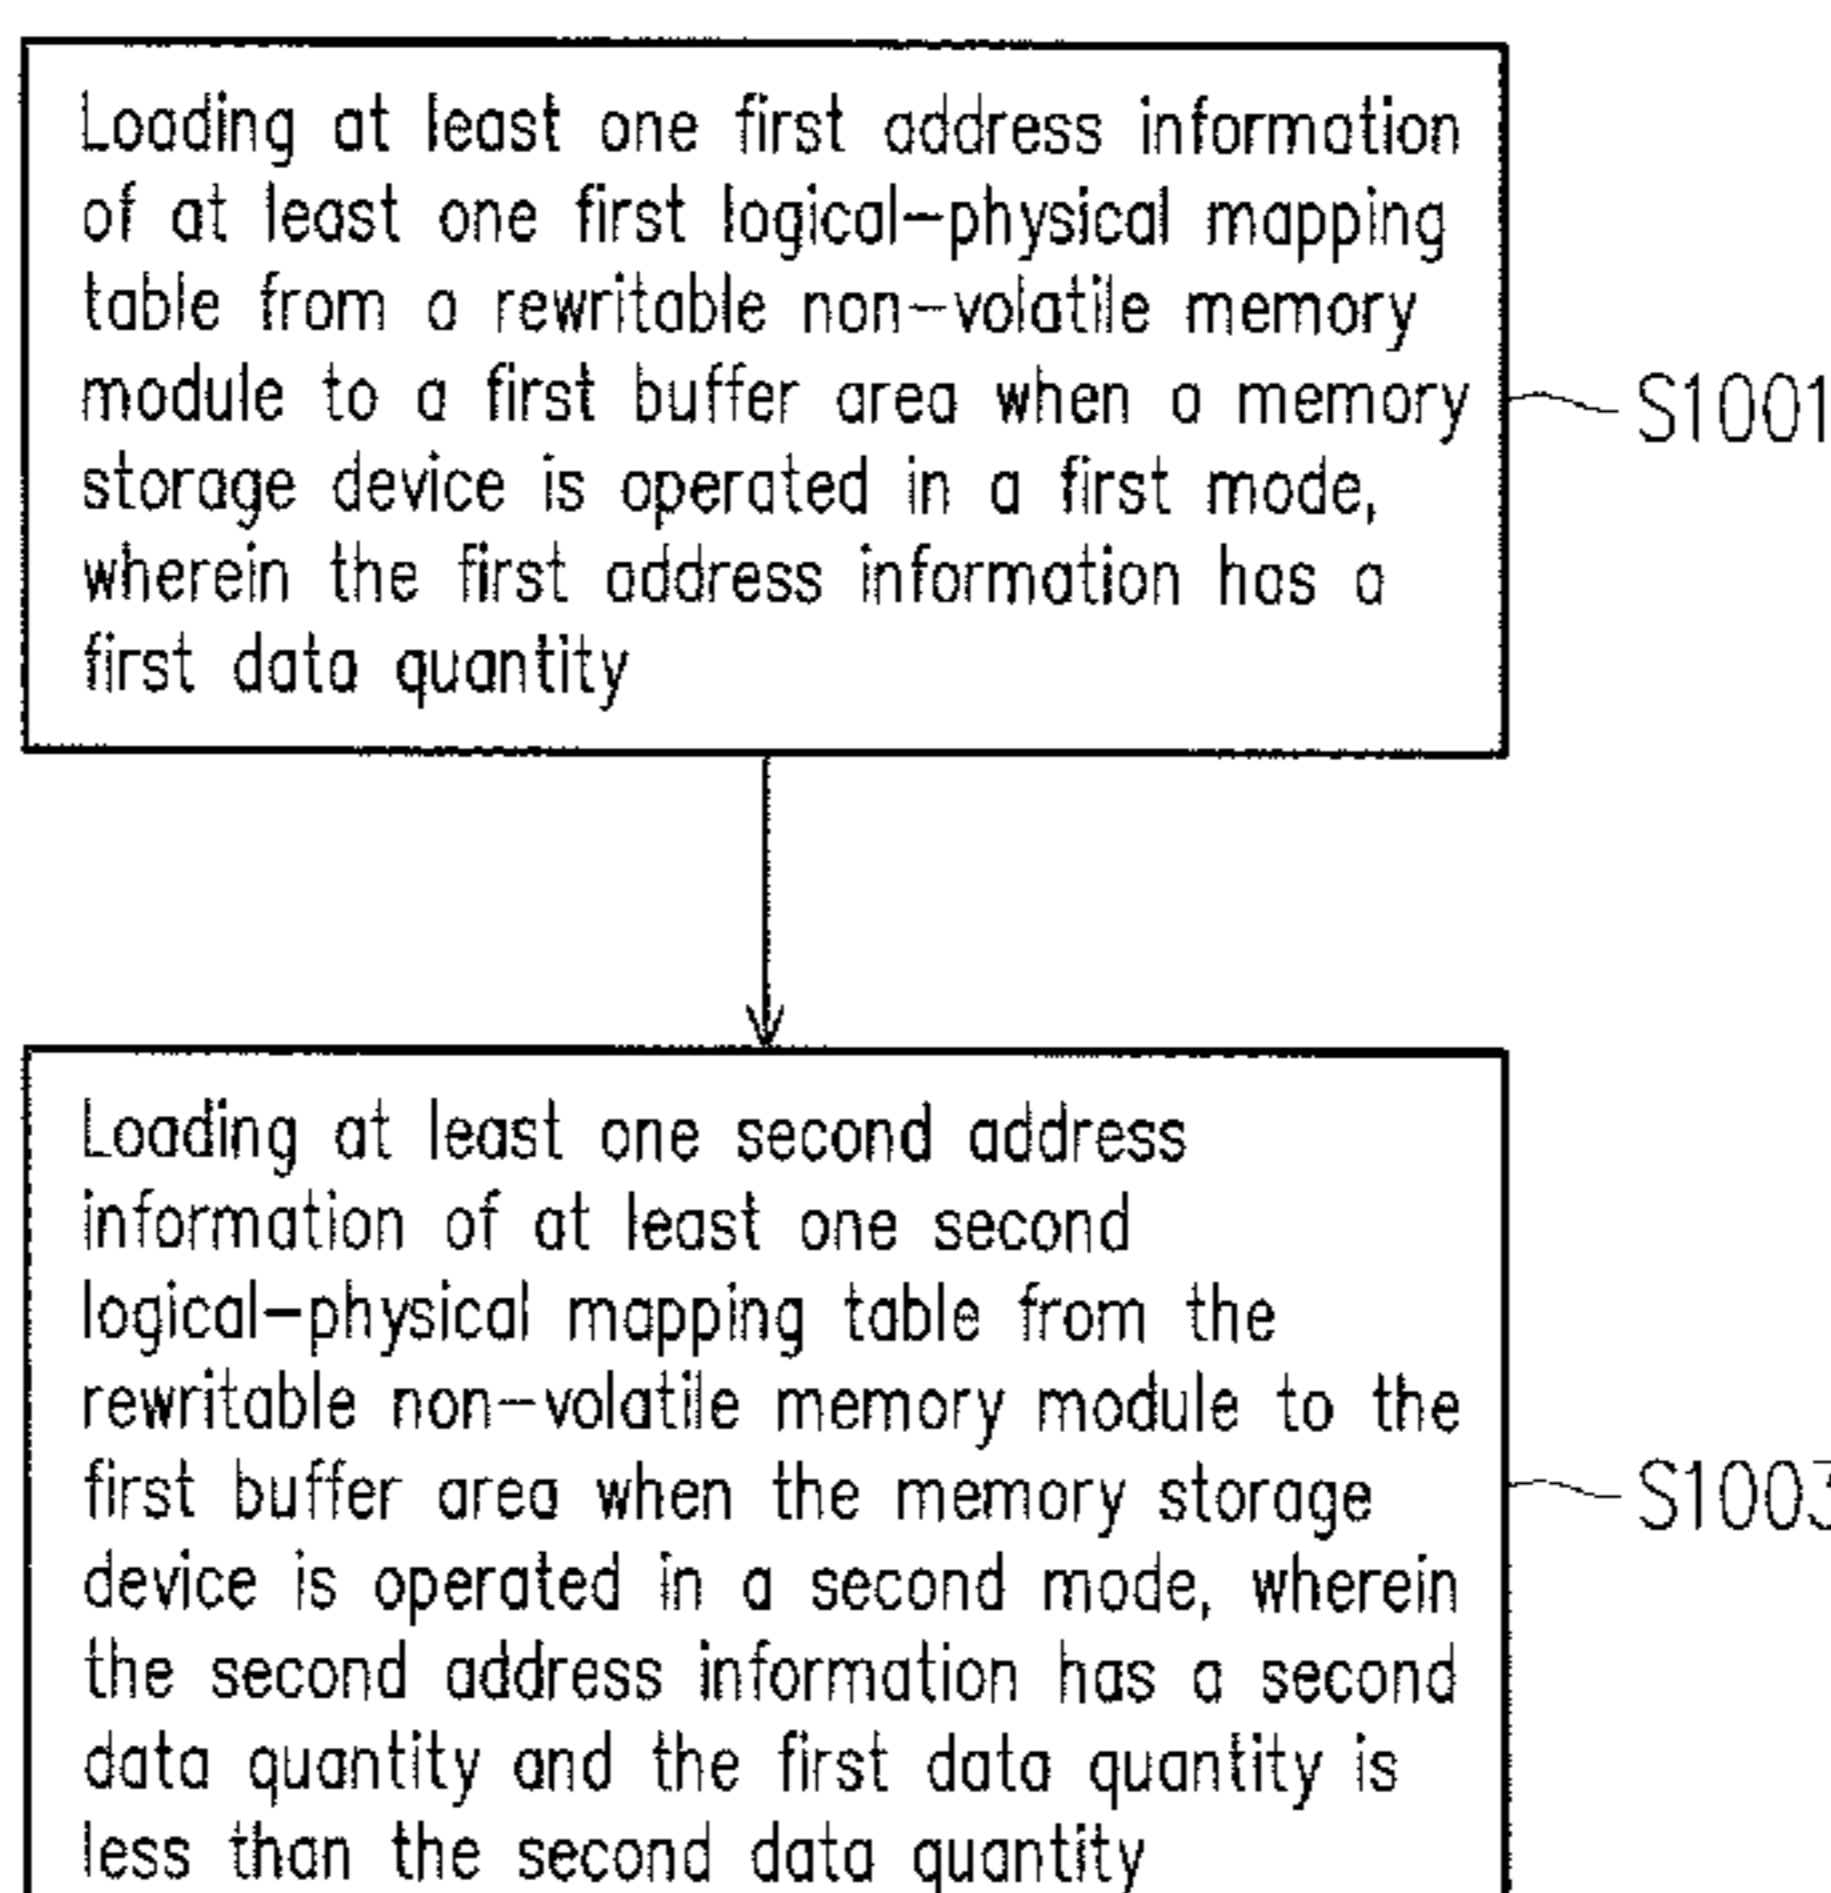 Loading at least one first address information
of at least one first logical-physical mapping
table from a rewritable non-volatile memory
module to a first buffer area when a memory
storage device is operated in a first mode,
wherein the first address information has a
first data quantity
S1001
Loading at least one second address
information of at least one second
logical-physical mapping table from the
rewritable non-volatile memory module to the
first buffer area when the memory storage
device is operated in a second mode, wherein
the second address information has a second
data quantity and the first data quantity is
less than the second data quantity
S1003